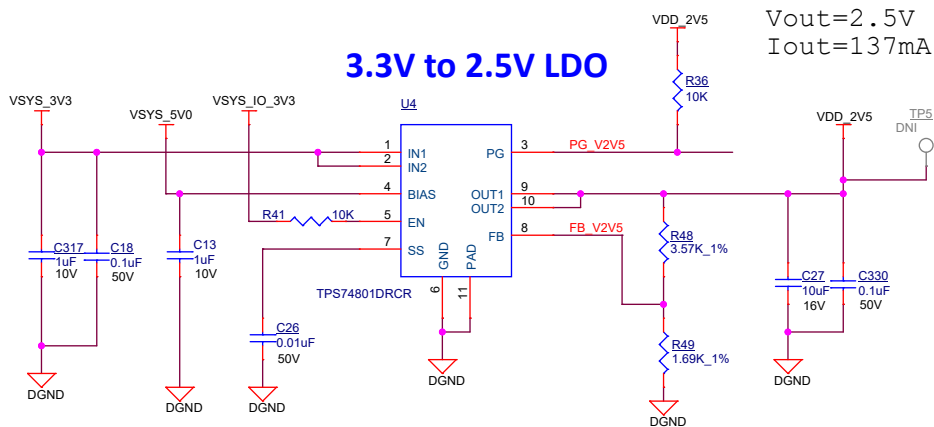 Vout=2.5V
Iout=137mA
VDD_2V5
3.3V to 2.5V LDO
R36
10K
VSYS_3V3
VSYS_5V0
VSYS_IO_3V3
U4
VDD_2V5
TP5
DNI
1
IN1
2
IN2
4
BIAS
R41
10K
5
EN
7
SS
GND
PAD
6
11
PG
3
PG_V2V5
OUT1
9
OUT2
10
FB
8
FB_V2V5
TPS74801DRCR
C317
1uF
10V
C18
0.1uF
50V
C13
1uF
10V
C26
0.01uF
50V
R48
3.57K_1%
R49
1.69K_1%
C27
10uF
16V
C330
0.1uF
50V
DGND
DGND
DGND
DGND
DGND
DGND